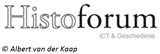 Histoforum
ICT & Geschiedenis
© Albert van der Kaap